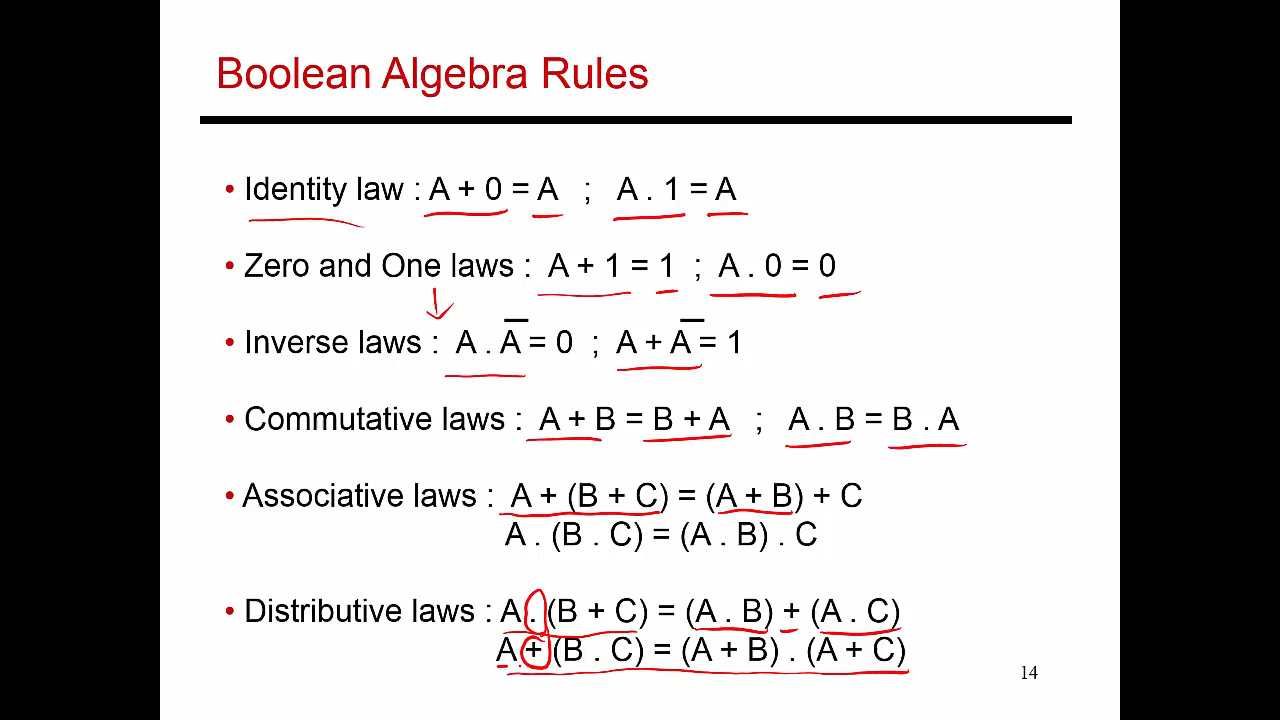 Boolean Algebra Rules
• Identity law : A + 0 = A ; A . 1 = A
• Zero and One laws : A + 1 = 1 ; A . 0 = 0
• Inverse laws : A . A̅ = 0 ; A + A̅ = 1
• Commutative laws : A + B = B + A ; A . B = B . A
• Associative laws : A + (B + C) = (A + B) + C
A . (B . C) = (A . B) . C
• Distributive laws : A . (B + C) = (A . B) + (A . C)
A + (B . C) = (A + B) . (A + C)
14